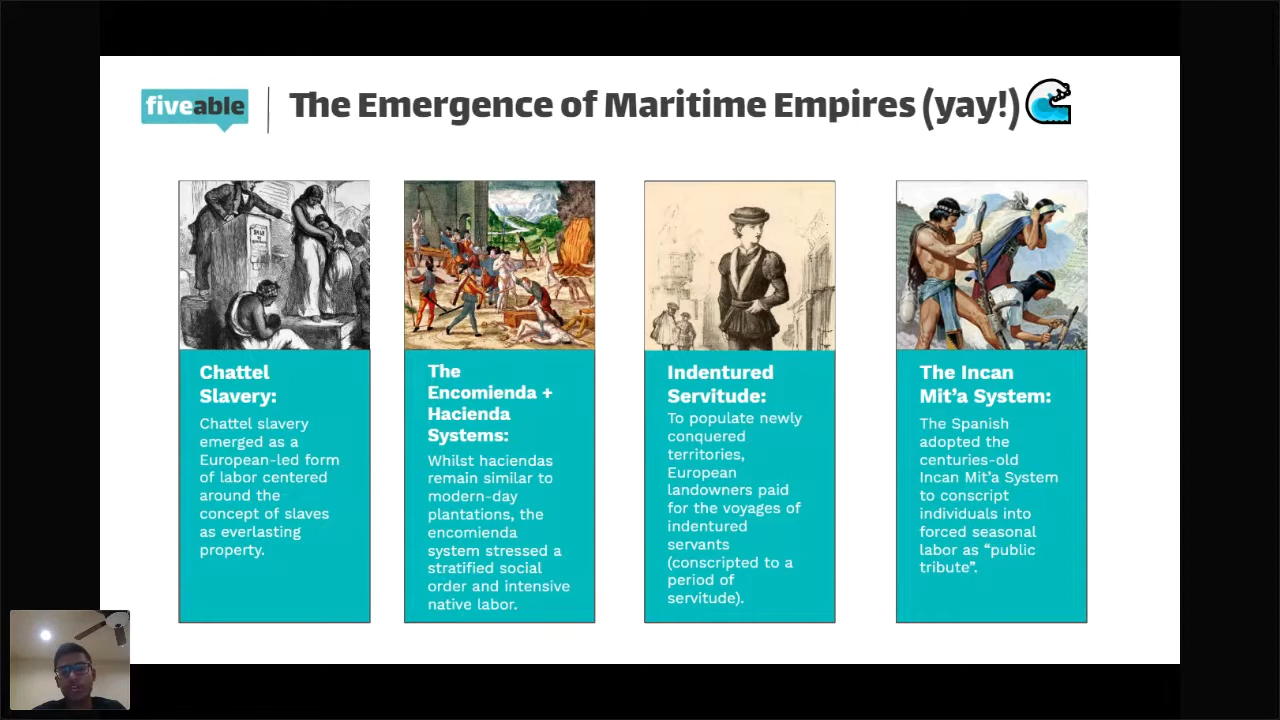 fiveable
The Emergence of Maritime Empires (yay!)
Chattel
Slavery:
Chattel slavery
emerged as a
European-led form
of labor centered
around the
concept of slaves
as everlasting
property.
The
Encomienda +
Hacienda
Systems:
Whilst haciendas
remain similar to
modern-day
plantations, the
encomienda
system stressed a
stratified social
order and intensive
native labor.
Indentured
Servitude:
To populate newly
conquered
territories,
European
landowners paid
for the voyages of
indentured
servants
(conscripted to a
period of
servitude).
The Incan
Mit’a System:
The Spanish
adopted the
centuries-old
Incan Mit’a System
to conscript
individuals into
forced seasonal
labor as “public
tribute”.